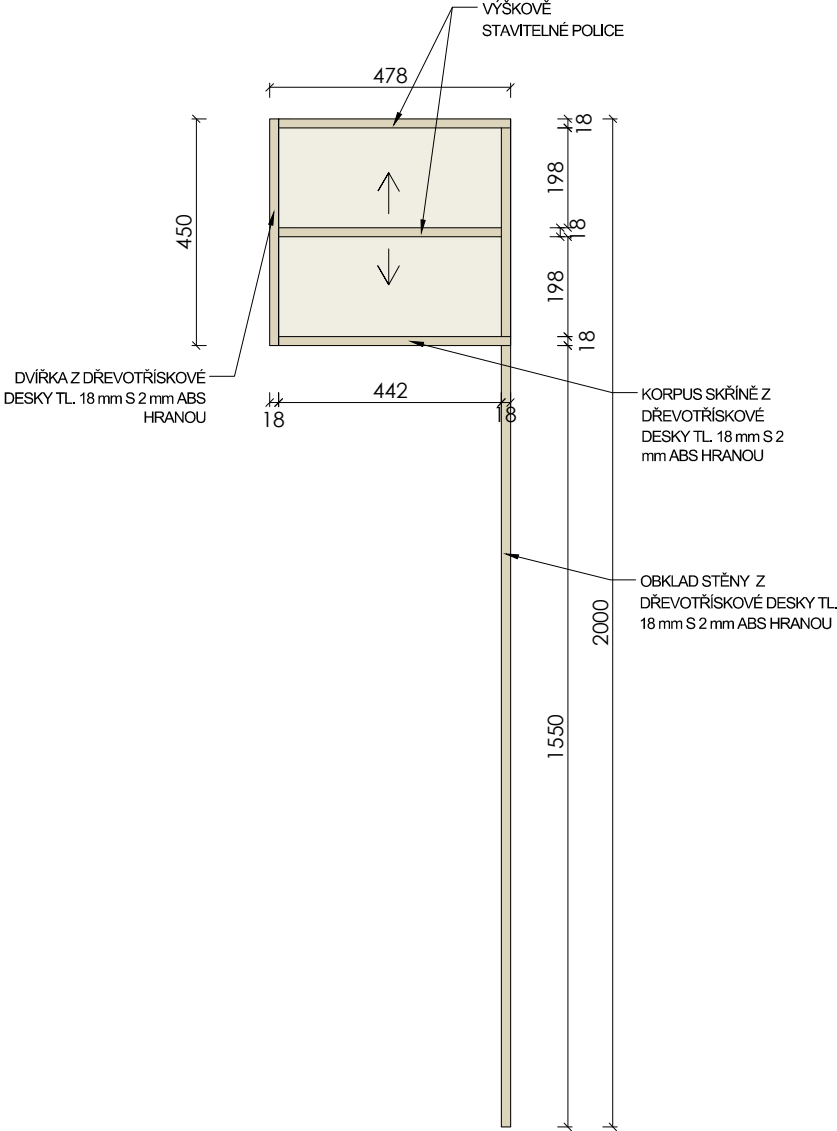 VÝŠKOVĚ
STAVITELNÉ POLICE
478
18
198
450
18
198
18
DVÍŘKA Z DŘEVOTŘÍSKOVÉ
DESKY TL. 18 mm S 2 mm ABS
HRANOU
442
18
18
KORPUS SKŘÍNĚ Z
DŘEVOTŘÍSKOVÉ
DESKY TL. 18 mm S 2
mm ABS HRANOU
OBKLAD STĚNY Z
DŘEVOTŘÍSKOVÉ DESKY TL.
18 mm S 2 mm ABS HRANOU
2000
1550